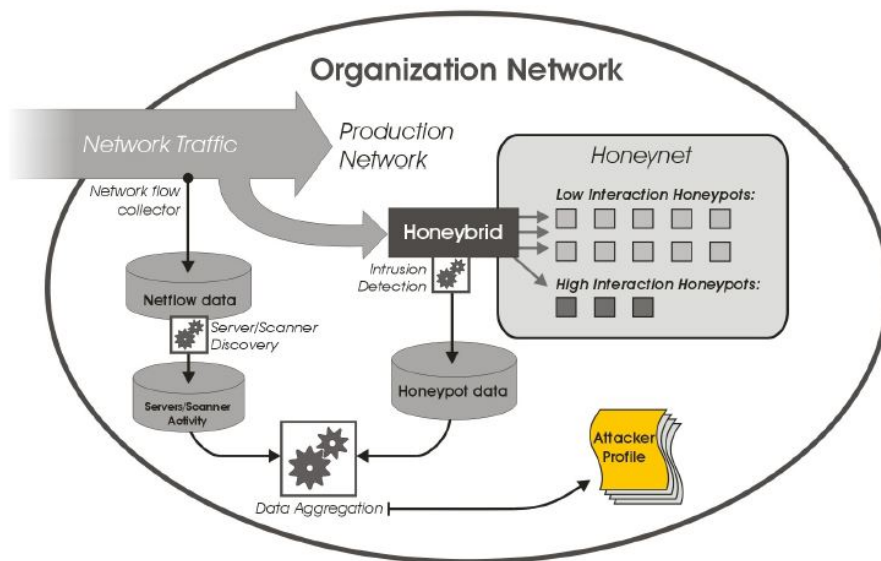 Organization Network
Network Traffic
Production
Network
Network flow
collector
Honeynet
Low Interaction Honeypots:
Honeybrid
High Interaction Honeypots:
Intrusion
Detection
Netflow data
Server/Scanner
Discovery
Servers/Scanner
Activity
Honeypot data
Attacker
Profile
Data Aggregation